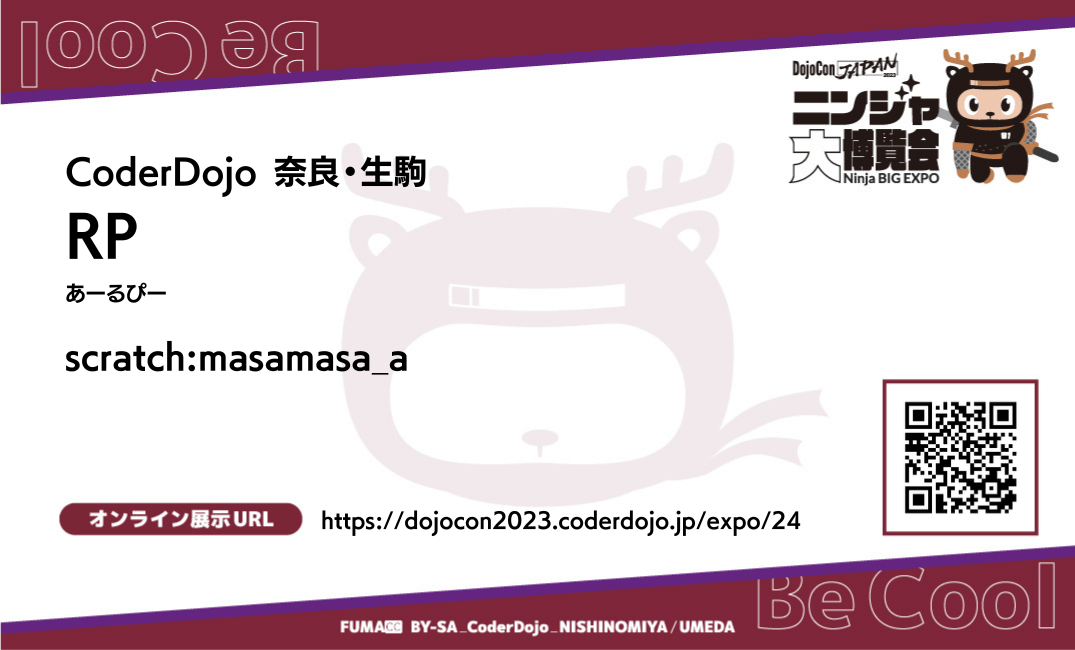 Be Cool
DojoCon JAPAN 2023
ニンジャ
大博覧会
Ninja BIG EXPO
CoderDojo 奈良・生駒
RP
あーるぴー
scratch:masamasa_a
オンライン展示URL https://dojocon2023.coderdojo.jp/expo/24
Be Cool
FUMA CC BY-SA_CoderDojo_NISHINOMIYA/UMEDA